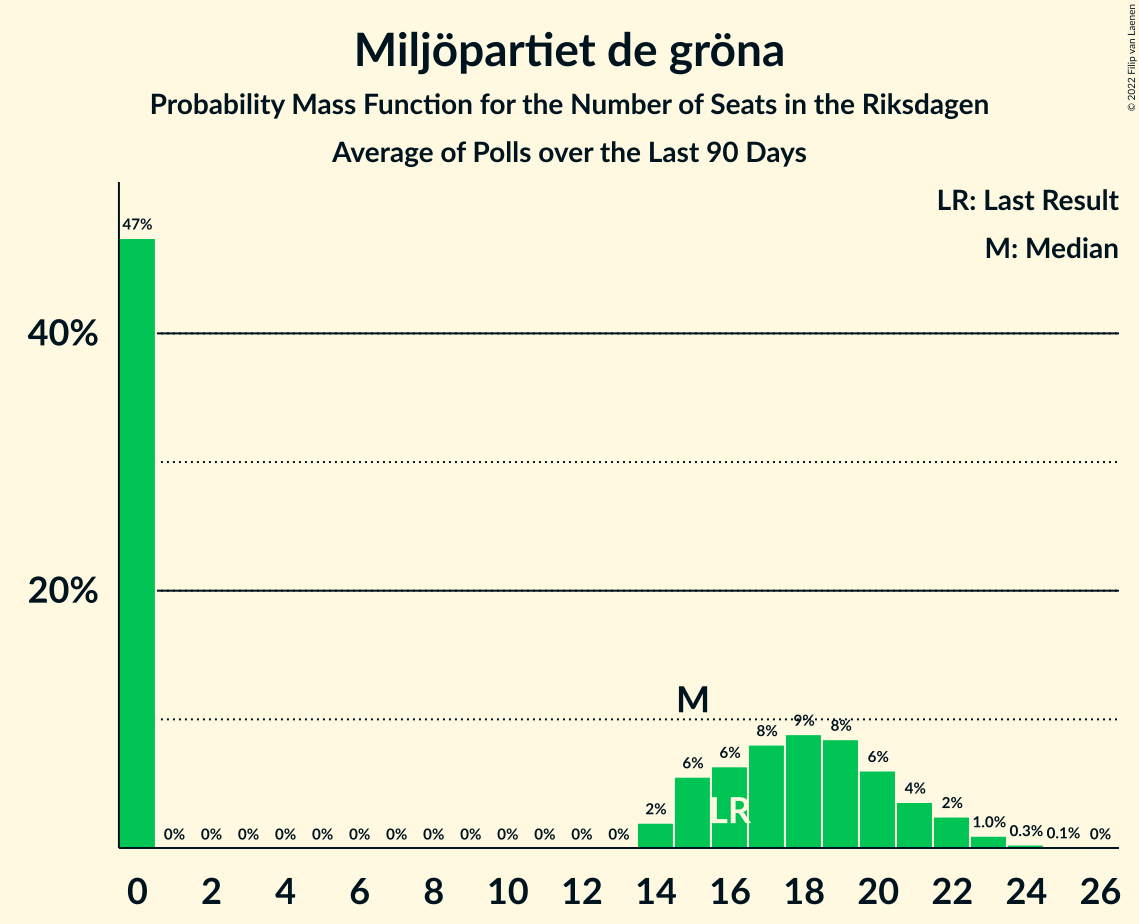 Miljöpartiet de gröna
Probability Mass Function for the Number of Seats in the Riksdagen
Average of Polls over the Last 90 Days
© 2022 Filip van Laenen
LR: Last Result
M: Median
40%
20%
47%
0% 0% 0% 0% 0% 0% 0% 0% 0% 0% 0% 0% 0% 2% 6% 6% 8% 9% 8% 6% 4% 2% 1.0% 0.3% 0.1% 0%
M
LR
0 2 4 6 8 10 12 14 16 18 20 22 24 26